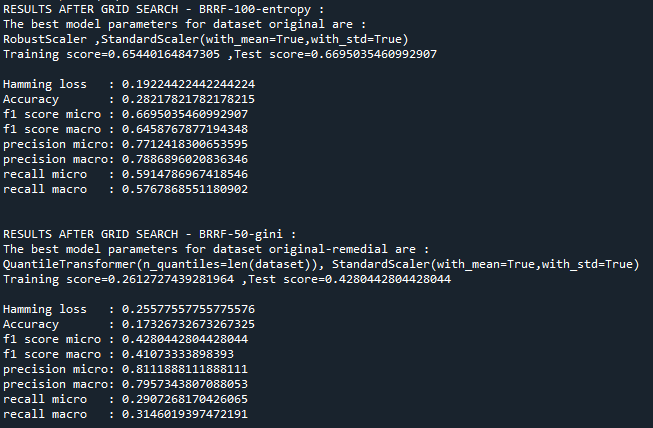 RESULTS AFTER GRID SEARCH - BRRF-100-entropy :
The best model parameters for dataset original are :
RobustScaler ,StandardScaler(with_mean=True,with_std=True)
Training score=0.65440164847305 ,Test score=0.6695035460992907
Hamming loss : 0.19224422442244224
Accuracy : 0.28217821782178215
f1 score micro : 0.6695035460992907
f1 score macro : 0.6458767877194348
precision micro: 0.7712418300653595
precision macro: 0.7886896020836346
recall micro : 0.5914786967418546
recall macro : 0.5767868551180902
RESULTS AFTER GRID SEARCH - BRRF-50-gini :
The best model parameters for dataset original-remedial are :
QuantileTransformer(n_quantiles=len(dataset)), StandardScaler(with_mean=True,with_std=True)
Training score=0.2612727439281964 ,Test score=0.4280442804428044
Hamming loss : 0.25577557755775576
Accuracy : 0.17326732673267325
f1 score micro : 0.4280442804428044
f1 score macro : 0.41073333898393
precision micro: 0.8111888111888111
precision macro: 0.7957343807088053
recall micro : 0.2907268170426065
recall macro : 0.3146019397472191